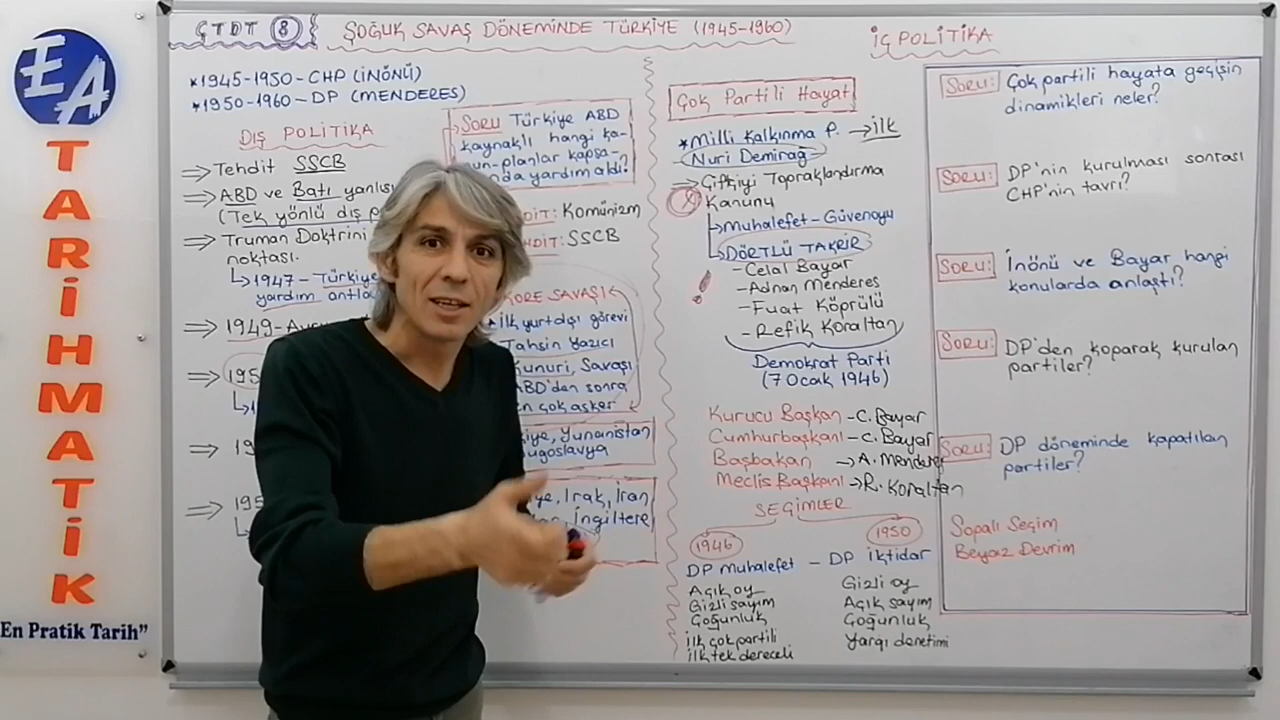 EA
TARİHMATİK
En Pratik Tarih”
ÇTDT 8
SOĞUK SAVAŞ DÖNEMİNDE TÜRKİYE (1945-1960)
İÇ POLİTİKA
*1945-1950-CHP (İNÖNÜ)
*1950-1960-DP (MENDERES)
DIŞ POLİTİKA
⇒ Tehdit SSCB
⇒ ABD ve Batı yanlısı
(Tek yönlü dış
⇒ Truman Doktrini
noktası.
↳ 1947-Türkiye
yardım
⇒ 1949-
⇒
⇒
⇒
SORU Türkiye ABD
kaynaklı hangi ka-
planlar kapsa-
yardım aldı?
Komünizm
SSCB
KORE SAVAŞI
*İlk yurtdışı görevi
Tahsin Yazıcı
Kunuri, Savaşı
ABD'den sonra
en çok asker
Yunanistan
Yugoslavya
Irak, İran
İngiltere
Çok Partili Hayat
*Milli Kalkınma P. → İlk
Nuri Demirağ
⇒ Çiftçiyi Topraklandırma
Kanunu
↳ Muhalefet-Güvenoyu
↳ DÖRTLÜ TAKRİR
! - Celal Bayar
- Adnan Menderes
- Fuat Köprülü
- Refik Koraltan
Demokrat Parti
(7 Ocak 1946)
Kurucu Başkan - C. Bayar
Cumhurbaşkanı - C. Bayar
Başbakan → A. Menderes
Meclis Başkanı → R. Koraltan
SEÇİMLER
1946
DP muhalefet -
Açık oy
Gizli sayım
Çoğunluk
İlk çok partili
İlk tek dereceli
1950
DP iktidar
Gizli oy
Açık sayım
Çoğunluk
Yargı denetimi
SORU: Çok partili hayata geçişin
dinamikleri neler?
SORU: DP'nin kurulması sonrası
CHP'nin tavrı?
SORU: İnönü ve Bayar hangi
konularda anlaştı?
SORU: DP'den koparak kurulan
partiler?
SORU: DP döneminde kapatılan
partiler?
Sopalı Seçim
Beyaz Devrim